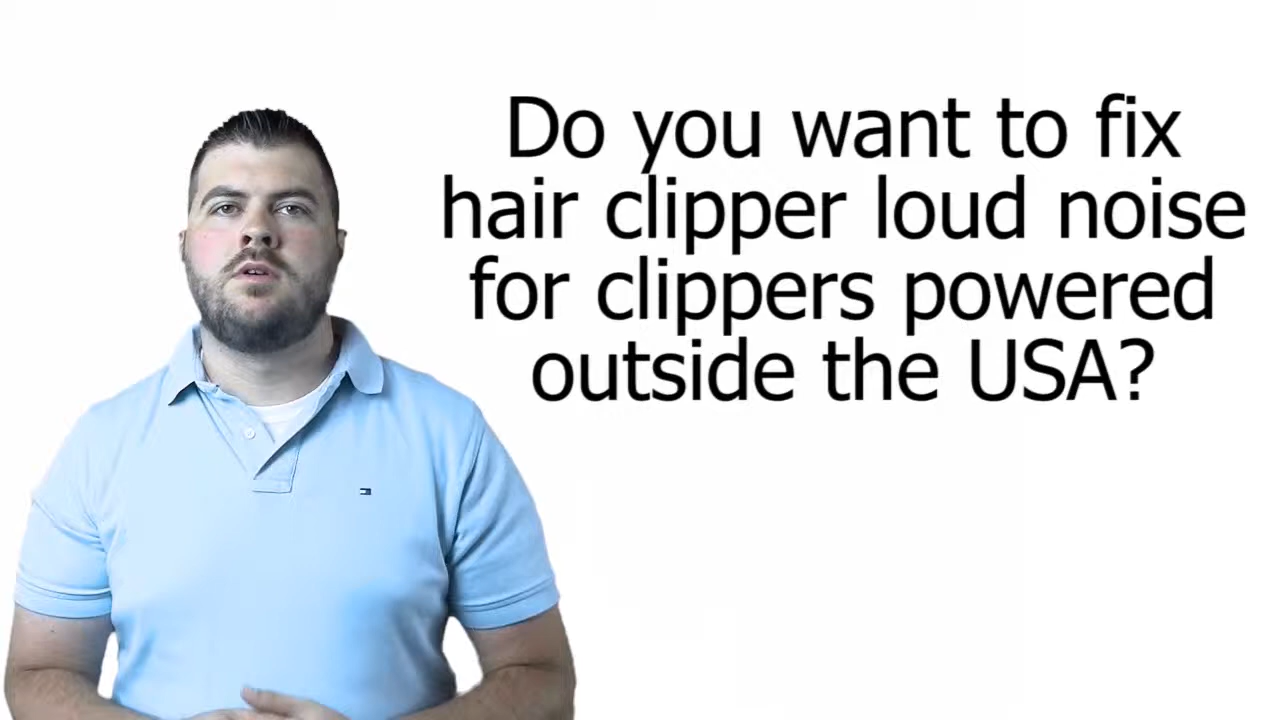 Do you want to fix
hair clipper loud noise
for clippers powered
outside the USA?